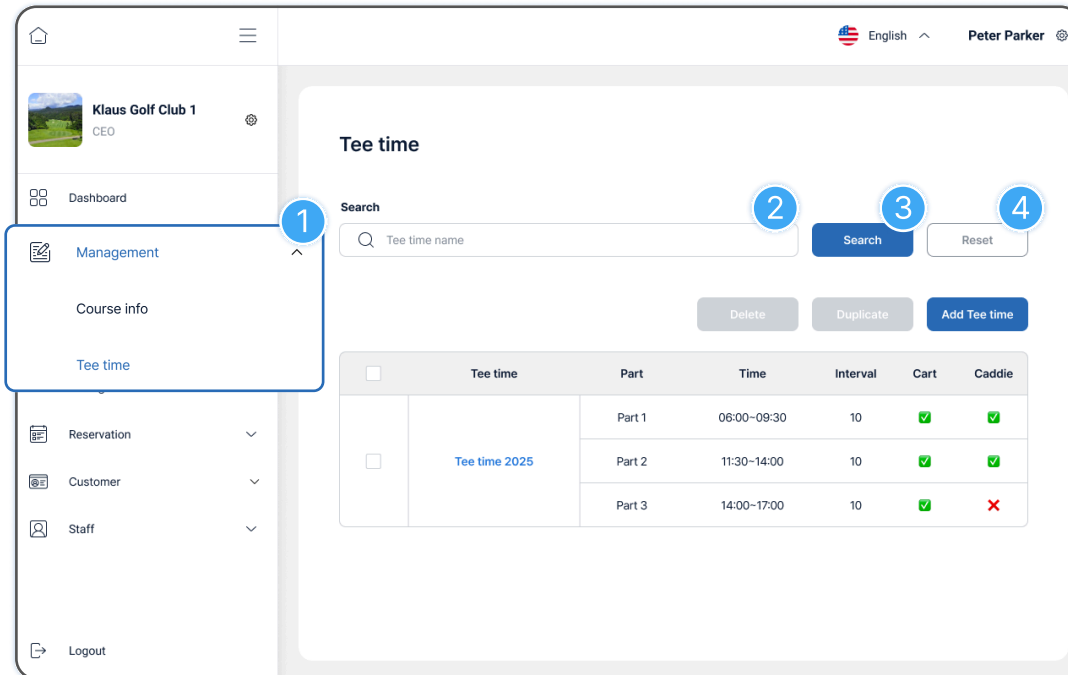 English
Peter Parker
Klaus Golf Club 1
CEO
Dashboard
1
Management
Course info
Tee time
Reservation
Customer
Staff
Logout
Tee time
Search
2
3
4
Tee time name
Search
Reset
Delete
Duplicate
Add Tee time
Tee time Part Time Interval Cart Caddie
Tee time 2025
Part 1 06:00~09:30 10
Part 2 11:30~14:00 10
Part 3 14:00~17:00 10